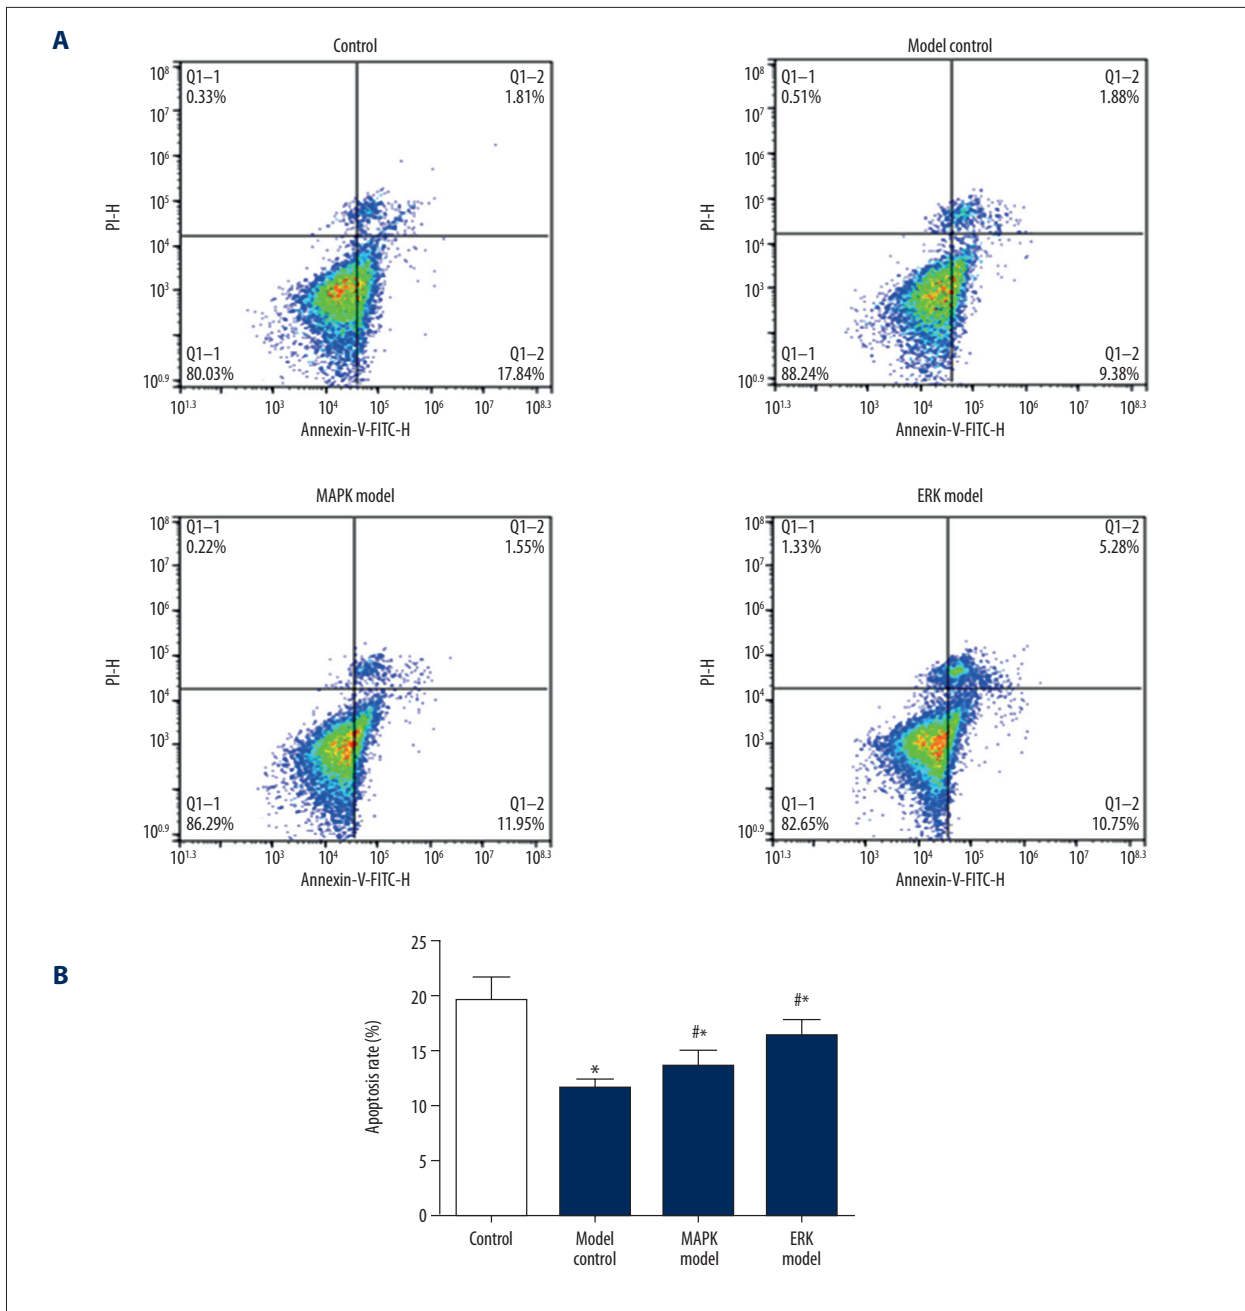 A
Control
Q1–1
0.33%
Q1–2
1.81%
Q1–1
80.03%
Q1–2
17.84%
10⁸
10⁷
10⁶
10⁵
10⁴
10³
10⁰·⁹
PI-H
10¹·³
10³
10⁴
10⁵
10⁶
10⁷
10⁸·³
Annexin-V-FITC-H
Model control
Q1–1
0.51%
Q1–2
1.88%
Q1–1
88.24%
Q1–2
9.38%
10⁸
10⁷
10⁶
10⁵
10⁴
10³
10⁰·⁹
PI-H
10¹·³
10³
10⁴
10⁵
10⁶
10⁷
10⁸·³
Annexin-V-FITC-H
MAPK model
Q1–1
0.22%
Q1–2
1.55%
Q1–1
86.29%
Q1–2
11.95%
10⁸
10⁷
10⁶
10⁵
10⁴
10³
10⁰·⁹
PI-H
10¹·³
10³
10⁴
10⁵
10⁶
10⁷
10⁸·³
Annexin-V-FITC-H
ERK model
Q1–1
1.33%
Q1–2
5.28%
Q1–1
82.65%
Q1–2
10.75%
10⁸
10⁷
10⁶
10⁵
10⁴
10³
10⁰·⁹
PI-H
10¹·³
10³
10⁴
10⁵
10⁶
10⁷
10⁸·³
Annexin-V-FITC-H
B
25
20
15
10
5
0
Apoptosis rate (%)
*
#*
#*
Control
Model
control
MAPK
model
ERK
model